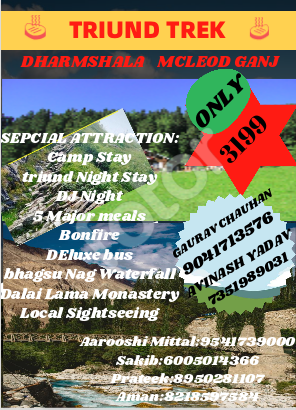 TRIUND TREK
DHARMSHALA MCLEOD GANJ
ONLY
3199
SEPCIAL ATTRACTION:
Camp Stay
triund Night Stay
DJ Night
5 Major meals
Bonfire
DEluxe bus
bhagsu Nag Waterfall
Dalai Lama Monastery
Local Sightseeing
GAURAV CHAUHAN
9041713576
AVINASH YADAV
7351989031
Aarooshi Mittal:9541739000
Sakib:6005014366
Prateek:8950281107
Aman:8218597584